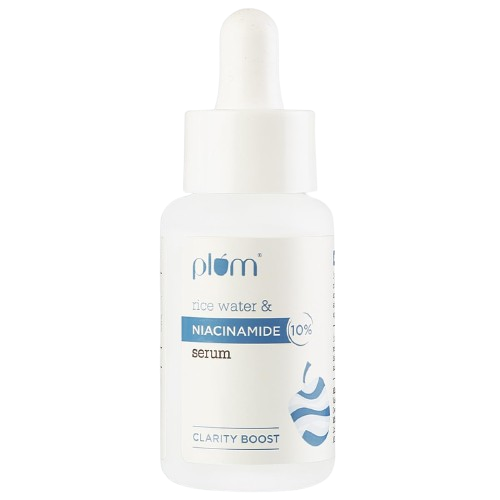 plum®
rice water &
NIACINAMIDE 10%
serum
CLARITY BOOST